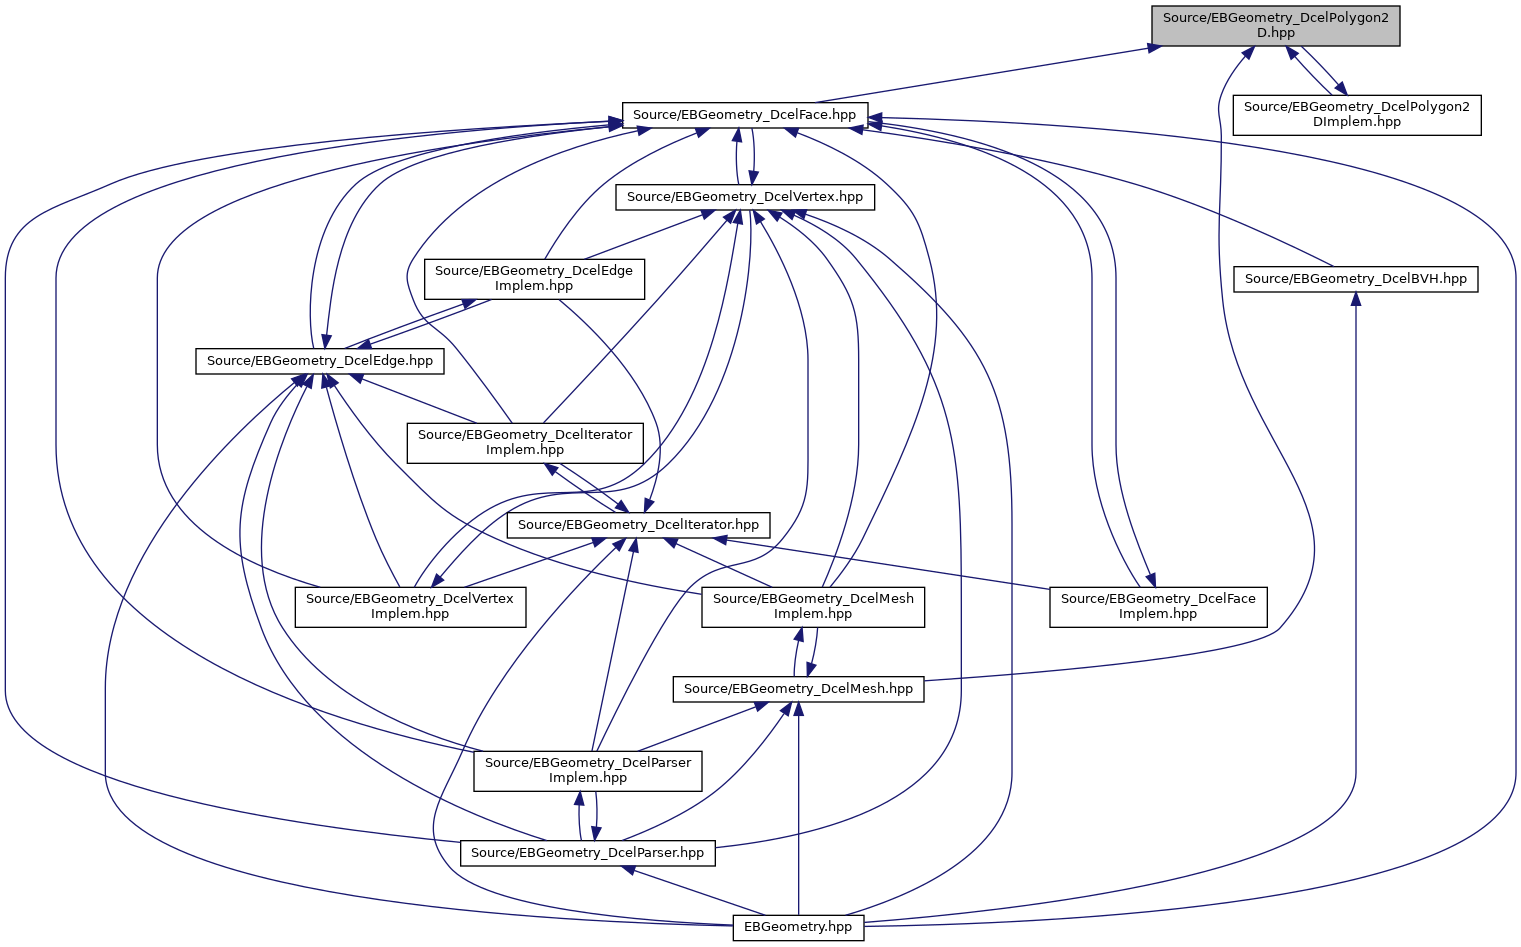 Source/EBGeometry_DcelPolygon2
D.hpp
Source/EBGeometry_DcelFace.hpp
Source/EBGeometry_DcelPolygon2
DImplem.hpp
Source/EBGeometry_DcelVertex.hpp
Source/EBGeometry_DcelEdge
Implem.hpp
Source/EBGeometry_DcelBVH.hpp
Source/EBGeometry_DcelEdge.hpp
Source/EBGeometry_DcelIterator
Implem.hpp
Source/EBGeometry_DcelIterator.hpp
Source/EBGeometry_DcelVertex
Implem.hpp
Source/EBGeometry_DcelMesh
Implem.hpp
Source/EBGeometry_DcelFace
Implem.hpp
Source/EBGeometry_DcelMesh.hpp
Source/EBGeometry_DcelParser
Implem.hpp
Source/EBGeometry_DcelParser.hpp
EBGeometry.hpp